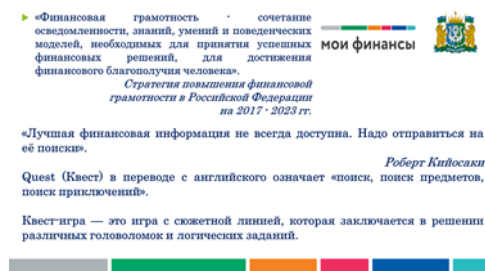 «Финансовая грамотность - сочетание
осведомленности, знаний, умений и поведенческих
моделей, необходимых для принятия успешных
финансовых решений, для достижения
финансового благополучия человека».
Стратегия повышения финансовой
грамотности в Российской Федерации
на 2017 - 2023 гг.
мои финансы
«Лучшая финансовая информация не всегда доступна. Надо отправиться на
её поиски».
Роберт Кийосаки
Quest (Квест) в переводе с английского означает «поиск, поиск предметов,
поиск приключений».
Квест-игра — это игра с сюжетной линией, которая заключается в решении
различных головоломок и логических заданий.